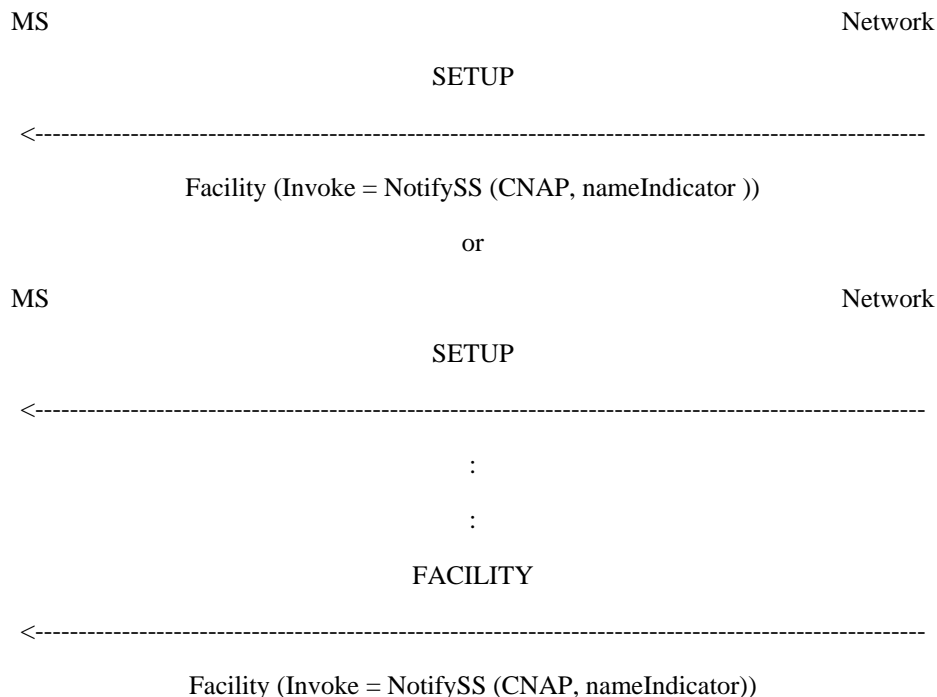 MS Network
SETUP
<-------------------------------------------------------------------------------------------------------
Facility (Invoke = NotifySS (CNAP, nameIndicator ))
or
MS Network
SETUP
<-------------------------------------------------------------------------------------------------------
:
:
FACILITY
<-------------------------------------------------------------------------------------------------------
Facility (Invoke = NotifySS (CNAP, nameIndicator))